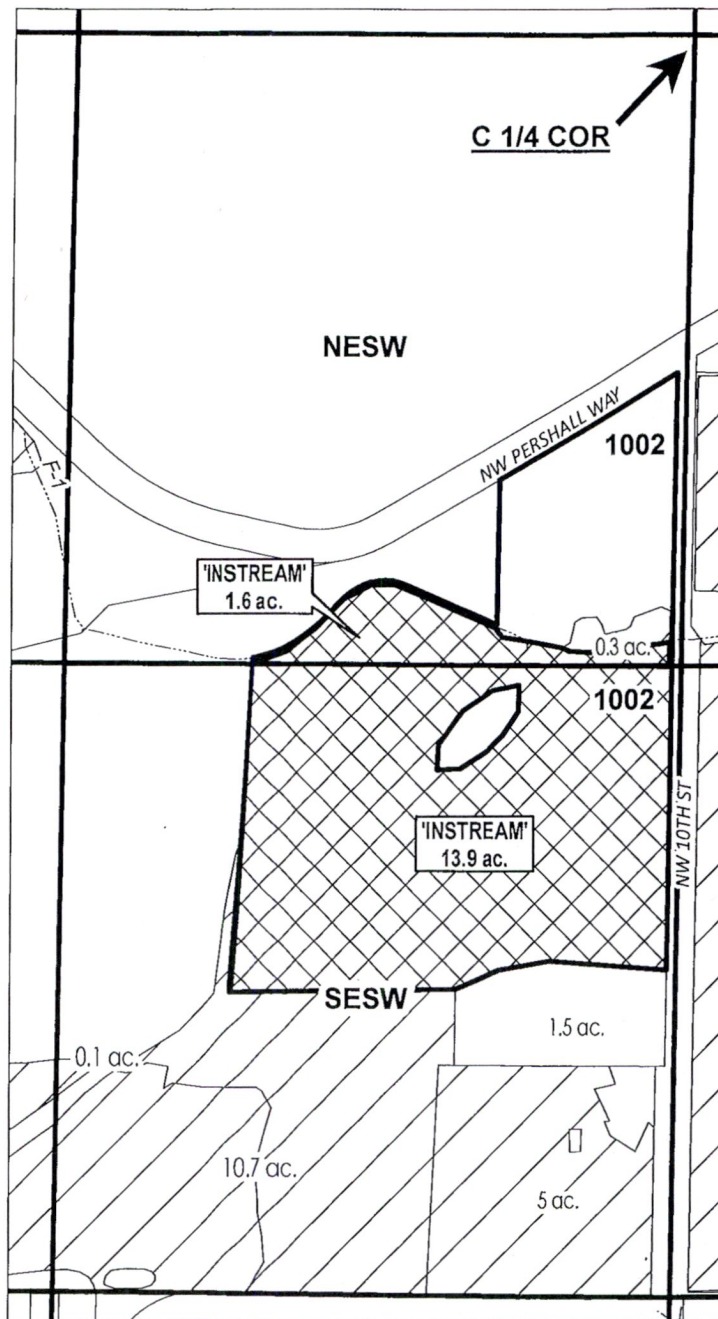 C 1/4 COR
NESW
NW PERSHALL WAY
1002
F-1
'INSTREAM'
1.6 ac.
0.3 ac.
1002
NW 10TH ST
'INSTREAM'
13.9 ac.
SESW
1.5 ac.
0.1 ac.
10.7 ac.
5 ac.